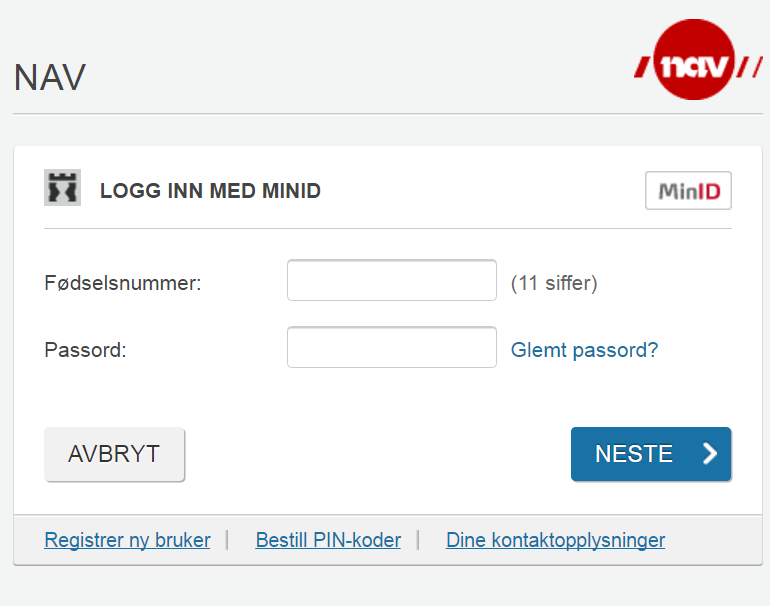 NAV
nav
LOGG INN MED MINID
MinID
Fødselsnummer:
(11 siffer)
Passord:
Glemt passord?
AVBRYT
NESTE
Registrer ny bruker | Bestill PIN-koder | Dine kontaktopplysninger